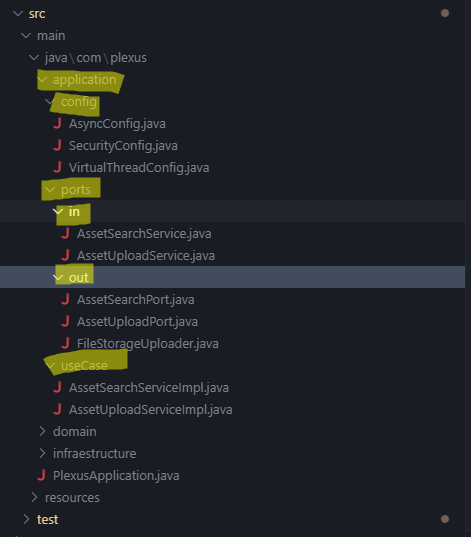 src
main
java\com\plexus
application
config
J AsyncConfig.java
J SecurityConfig.java
J VirtualThreadConfig.java
ports
in
J AssetSearchService.java
J AssetUploadService.java
out
J AssetSearchPort.java
J AssetUploadPort.java
J FileStorageUploader.java
useCase
J AssetSearchServiceImpl.java
J AssetUploadServiceImpl.java
domain
infraestructure
J PlexusApplication.java
resources
test